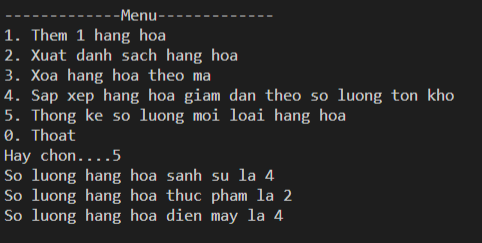 -------------Menu-------------
1. Them 1 hang hoa
2. Xuat danh sach hang hoa
3. Xoa hang hoa theo ma
4. Sap xep hang hoa giam dan theo so luong ton kho
5. Thong ke so luong moi loai hang hoa
0. Thoat
Hay chon....5
So luong hang hoa sanh su la 4
So luong hang hoa thuc pham la 2
So luong hang hoa dien may la 4